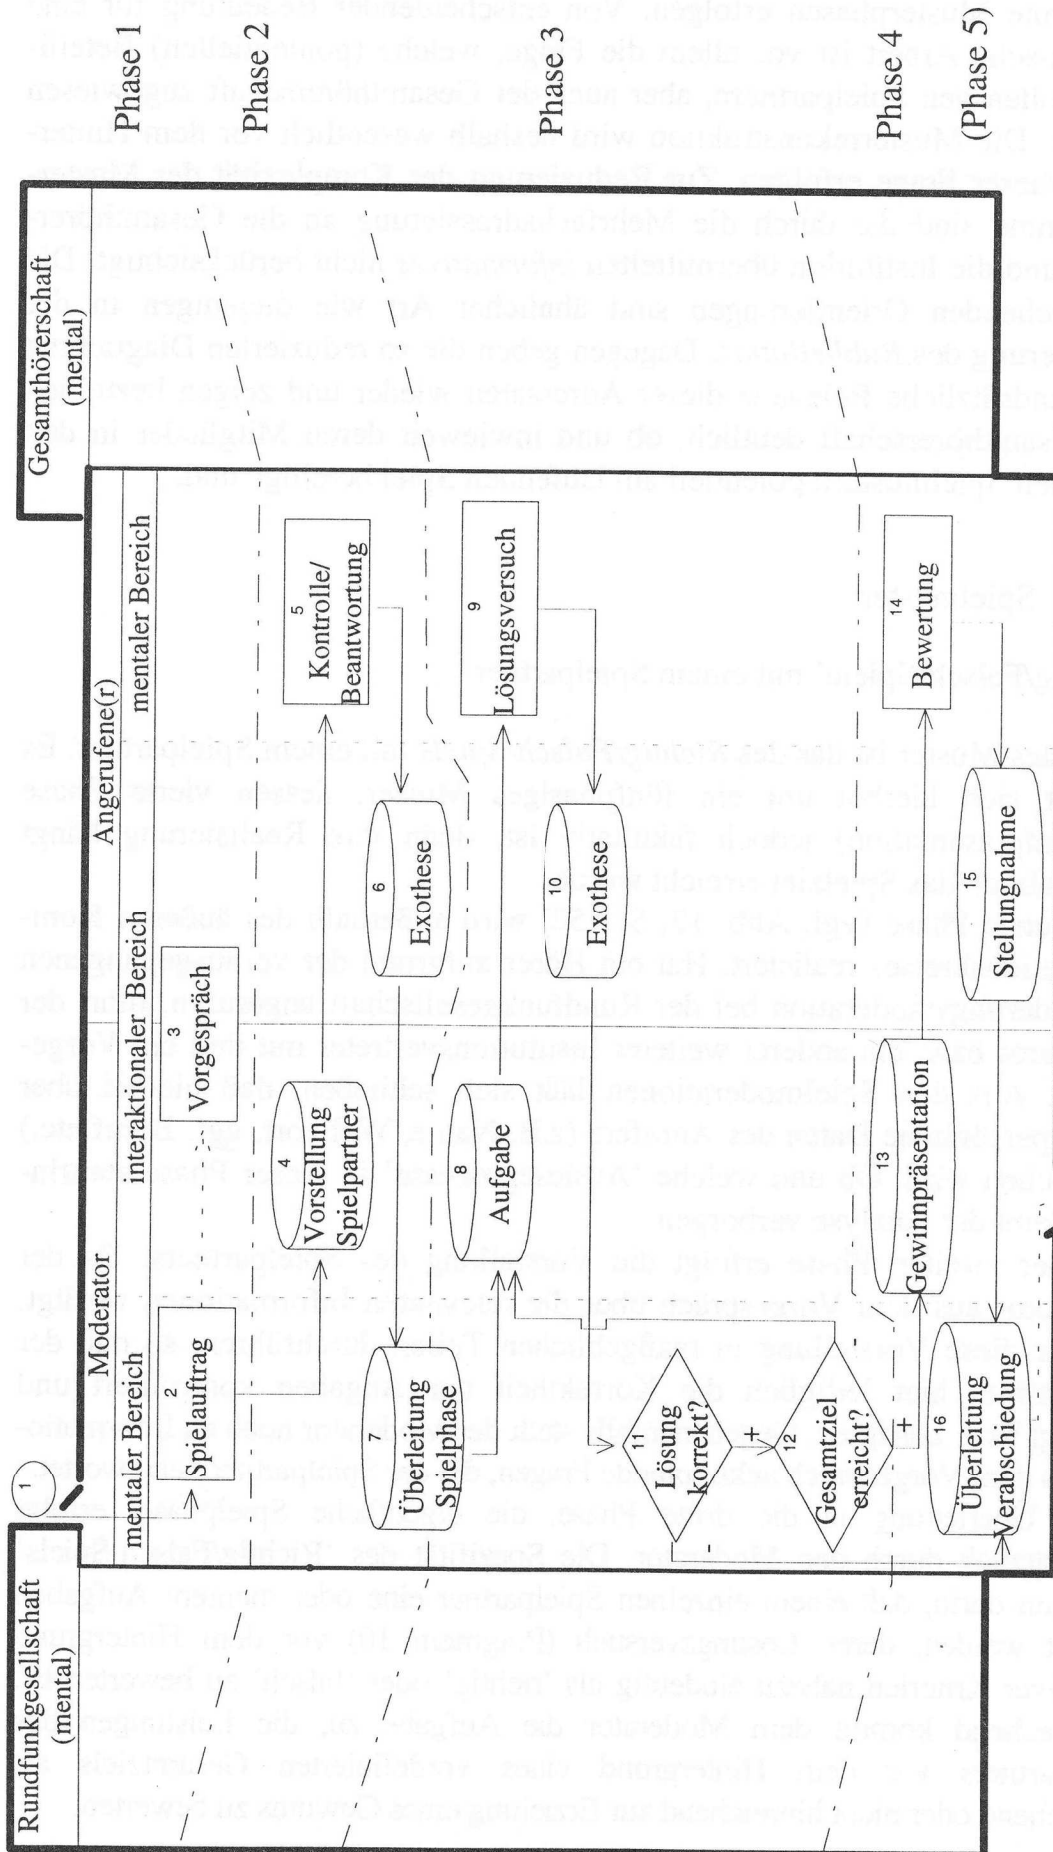 Rundfunkgesellschaft
(mental)
1
Moderator
Angerufene(r)
Gesamthörerschaft
(mental)
mentaler Bereich
interaktionaler Bereich
mentaler Bereich
Phase 1
2
Spielauftrag
3
Vorgespräch
Phase 2
4
Vorstellung
Spielpartner
5
Kontrolle/
Beantwortung
6
Exothese
7
Überleitung
Spielphase
Phase 3
8
Aufgabe
9
Lösungsversuch
10
Exothese
11
Lösung
korrekt?
-
+
12
Gesamtziel
erreicht?
-
+
Phase 4
13
Gewinnpräsentation
14
Bewertung
15
Stellungnahme
(Phase 5)
16
Überleitung
Verabschiedung